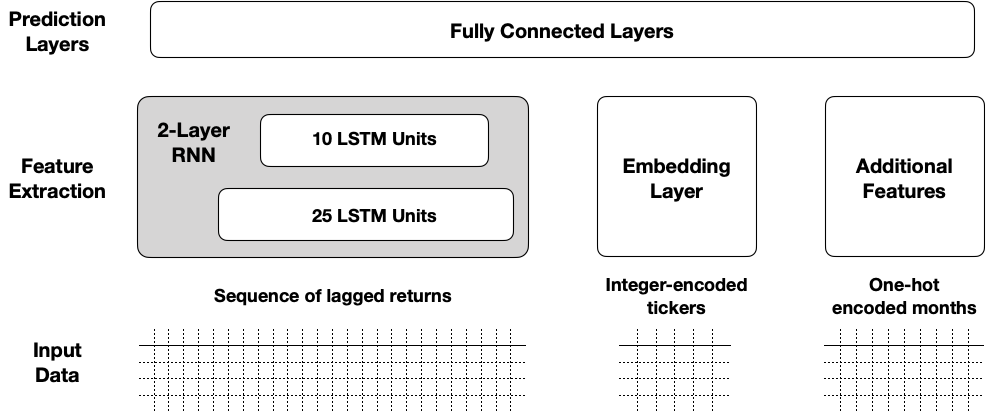 Prediction
Layers
Fully Connected Layers
Feature
Extraction
2-Layer
RNN
10 LSTM Units
25 LSTM Units
Embedding
Layer
Additional
Features
Sequence of lagged returns
Integer-encoded
tickers
One-hot
encoded months
Input
Data